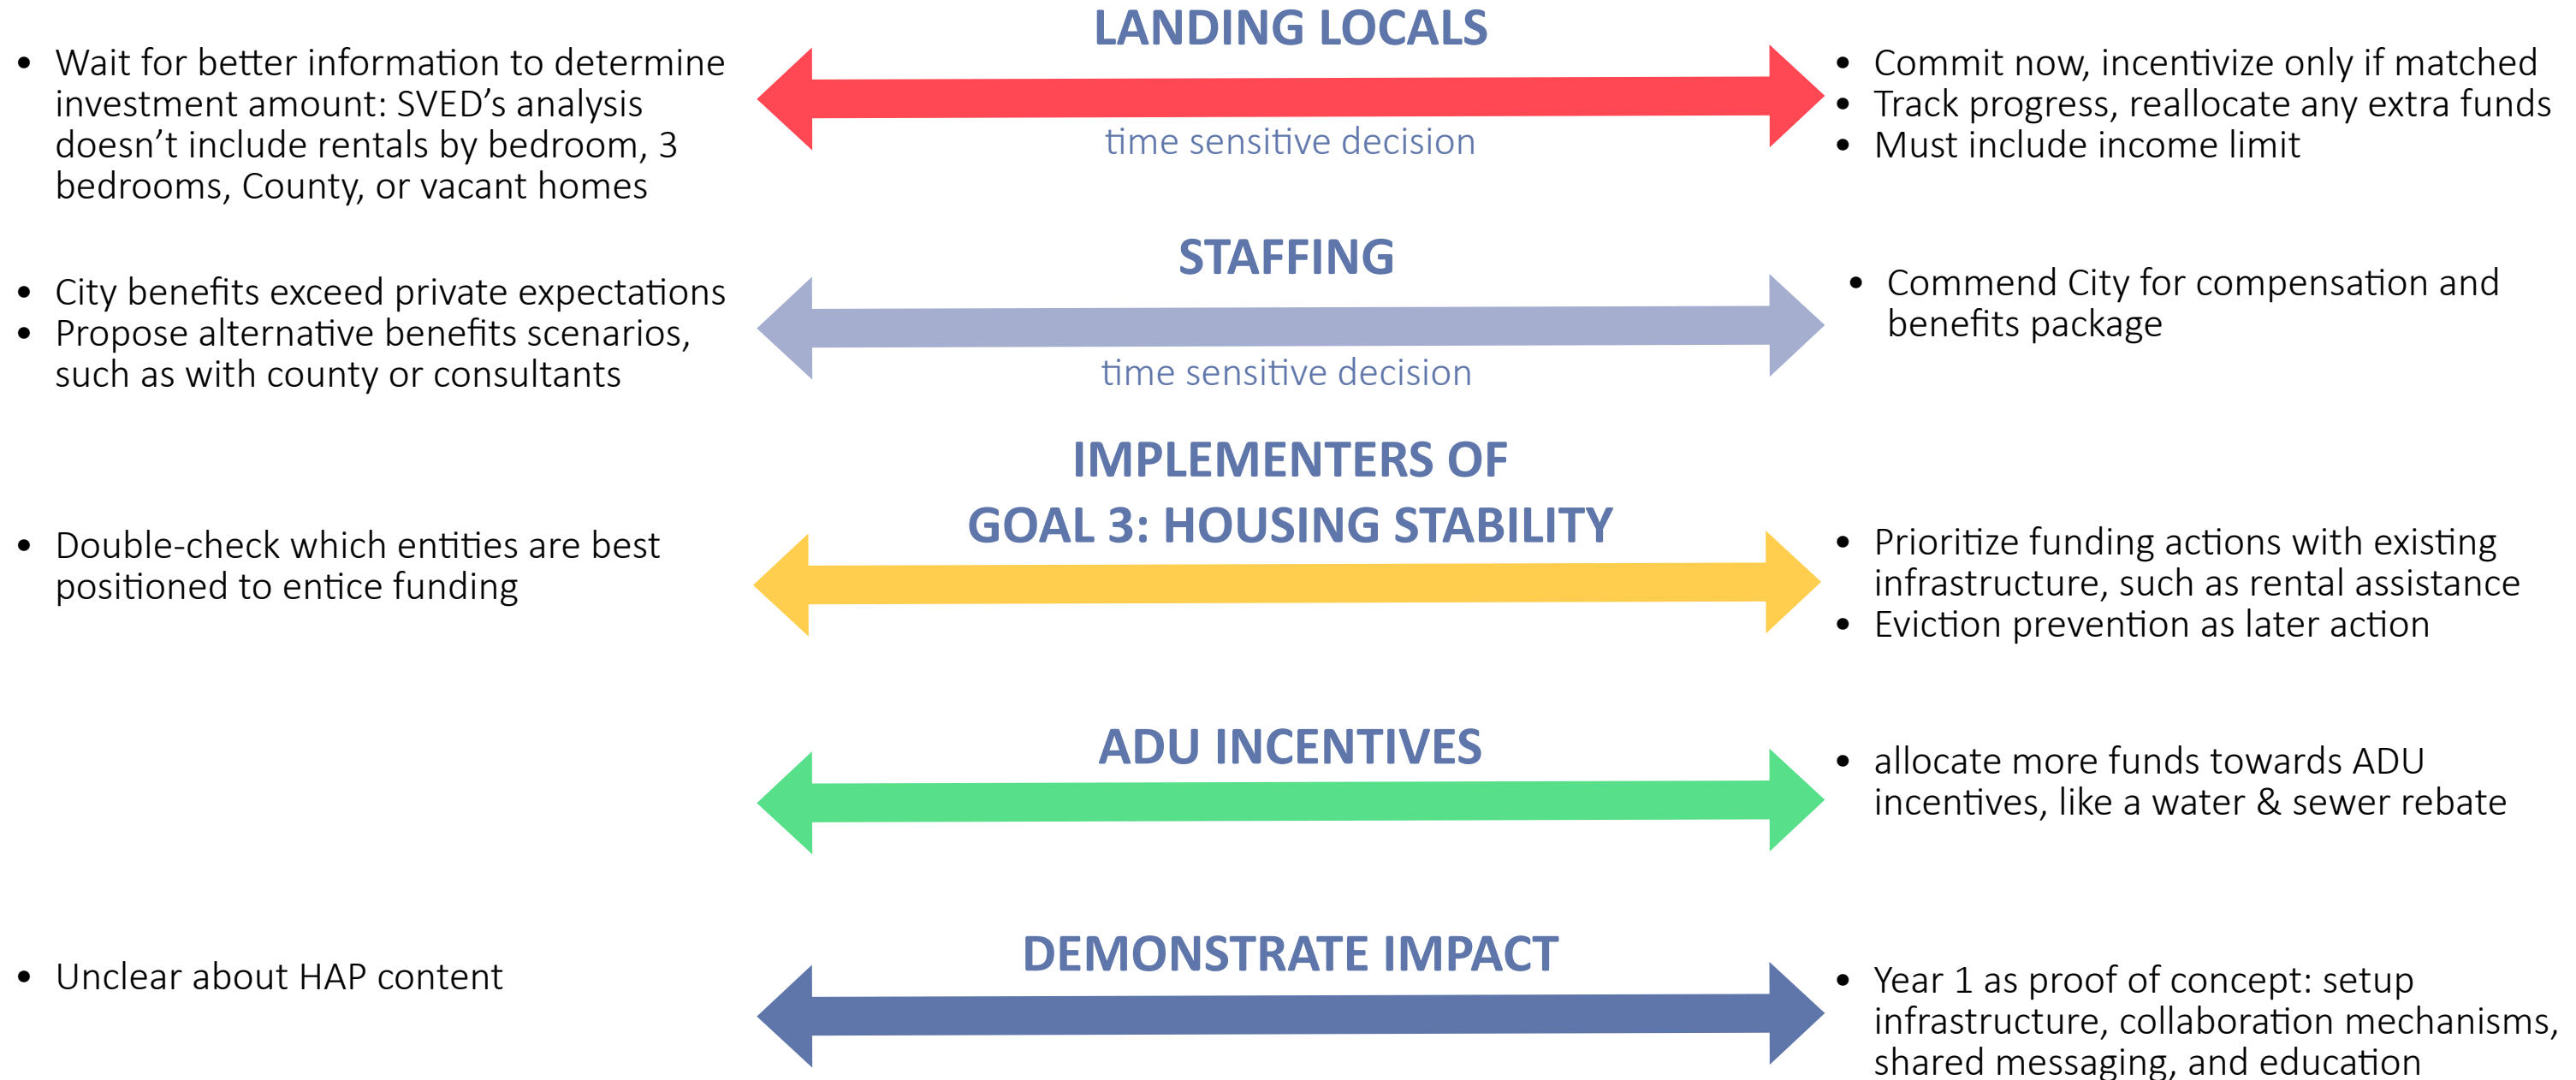 LANDING LOCALS
• Wait for better information to determine
investment amount: SVED’s analysis
doesn’t include rentals by bedroom, 3
bedrooms, County, or vacant homes
time sensitive decision
• Commit now, incentivize only if matched
• Track progress, reallocate any extra funds
• Must include income limit
STAFFING
• City benefits exceed private expectations
• Propose alternative benefits scenarios,
such as with county or consultants
time sensitive decision
• Commend City for compensation and
benefits package
IMPLEMENTERS OF
GOAL 3: HOUSING STABILITY
• Double-check which entities are best
positioned to entice funding
• Prioritize funding actions with existing
infrastructure, such as rental assistance
• Eviction prevention as later action
ADU INCENTIVES
• allocate more funds towards ADU
incentives, like a water & sewer rebate
DEMONSTRATE IMPACT
• Unclear about HAP content
• Year 1 as proof of concept: setup
infrastructure, collaboration mechanisms,
shared messaging, and education